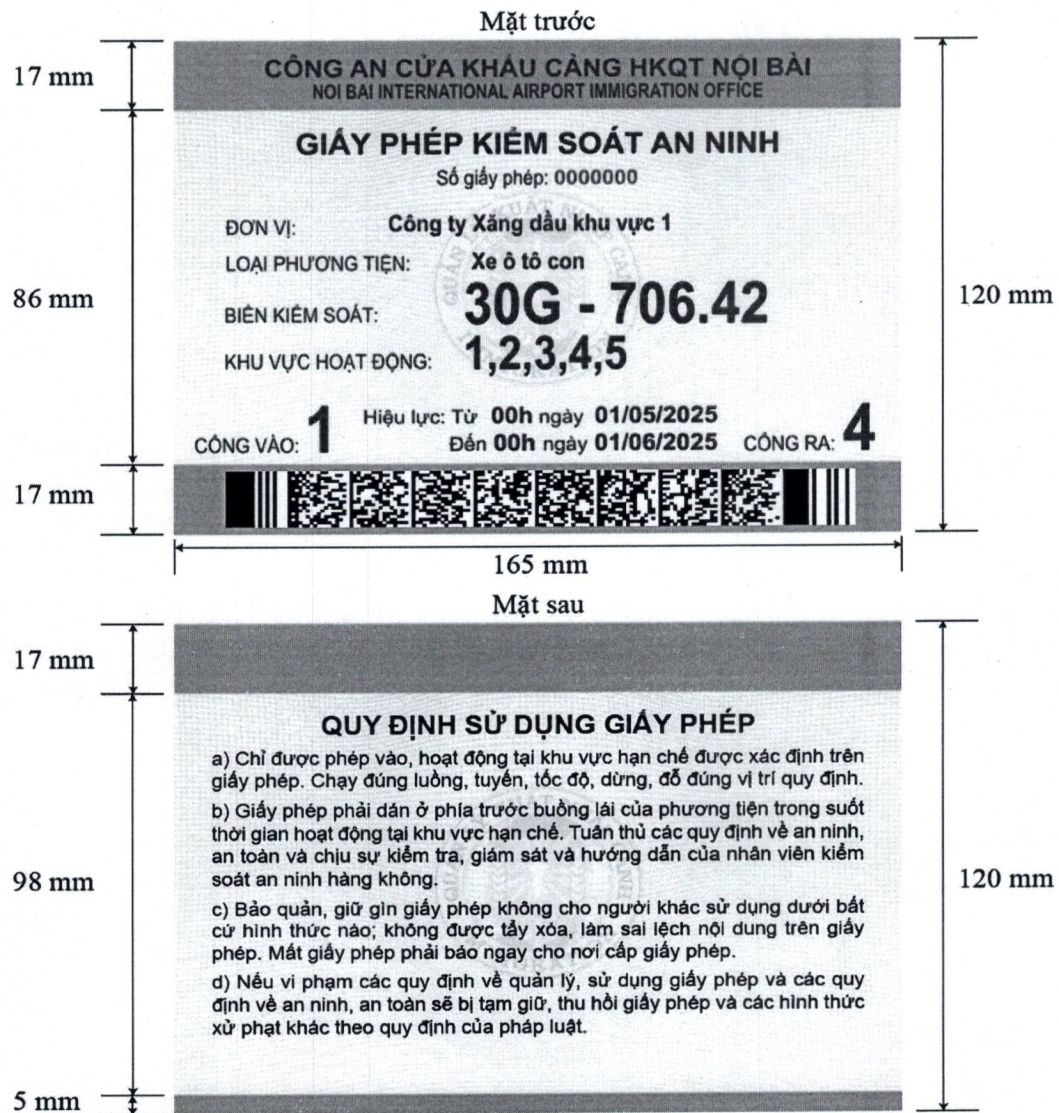 Mặt trước
17 mm
CÔNG AN CỬA KHẨU CẢNG HKQT NỘI BÀI
NOI BAI INTERNATIONAL AIRPORT IMMIGRATION OFFICE
GIẤY PHÉP KIỂM SOÁT AN NINH
Số giấy phép: 0000000
ĐƠN VỊ: Công ty Xăng dầu khu vực 1
LOẠI PHƯƠNG TIỆN: Xe ô tô con
86 mm
BIỂN KIỂM SOÁT: 30G - 706.42
120 mm
KHU VỰC HOẠT ĐỘNG: 1,2,3,4,5
Hiệu lực: Từ 00h ngày 01/05/2025
CỔNG VÀO: 1 Đến 00h ngày 01/06/2025 CỔNG RA: 4
17 mm
165 mm
Mặt sau
17 mm
QUY ĐỊNH SỬ DỤNG GIẤY PHÉP
a) Chỉ được phép vào, hoạt động tại khu vực hạn chế được xác định trên
giấy phép. Chạy đúng luồng, tuyến, tốc độ, dừng, đỗ đúng vị trí quy định.
b) Giấy phép phải dán ở phía trước buồng lái của phương tiện trong suốt
thời gian hoạt động tại khu vực hạn chế. Tuân thủ các quy định về an ninh,
an toàn và chịu sự kiểm tra, giám sát và hướng dẫn của nhân viên kiểm
soát an ninh hàng không.
98 mm
120 mm
c) Bảo quản, giữ gìn giấy phép không cho người khác sử dụng dưới bất
cứ hình thức nào; không được tẩy xóa, làm sai lệch nội dung trên giấy
phép. Mất giấy phép phải báo ngay cho nơi cấp giấy phép.
d) Nếu vi phạm các quy định về quản lý, sử dụng giấy phép và các quy
định về an ninh, an toàn sẽ bị tạm giữ, thu hồi giấy phép và các hình thức
xử phạt khác theo quy định của pháp luật.
5 mm